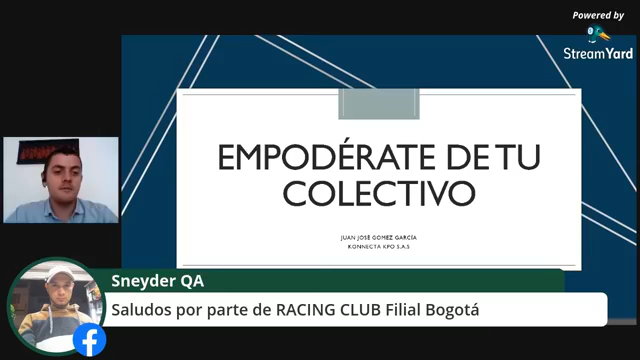 Powered by
StreamYard
EMPODÉRATE DE TU
COLECTIVO
JUAN JOSÉ GÓMEZ GARCÍA
KONNECTA KPO S.A.S
Sneyder QA
Saludos por parte de RACING CLUB Filial Bogotá